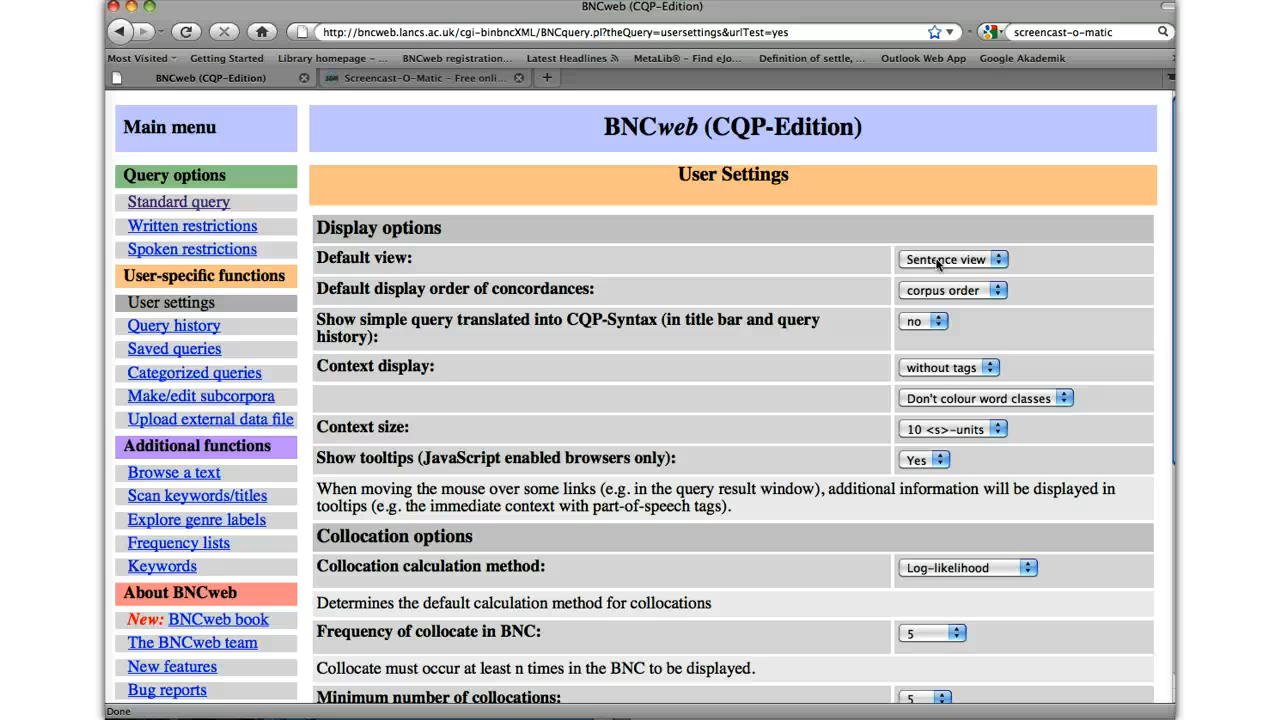 BNCweb (CQP-Edition)
http://bncweb.lancs.ac.uk/cgi-binbncXML/BNCquery.pl?theQuery=usersettings&urlTest=yes
screencast-o-matic
Most Visited
Getting Started
Library homepage - ...
BNCweb registration...
Latest Headlines
MetaLib® - Find eJo...
Definition of settle, ...
Outlook Web App
Google Akademik
BNCweb (CQP-Edition)
Screencast-O-Matic - Free onli...
Main menu
BNCweb (CQP-Edition)
Query options
Standard query
Written restrictions
Spoken restrictions
User-specific functions
User settings
Query history
Saved queries
Categorized queries
Make/edit subcorpora
Upload external data file
Additional functions
Browse a text
Scan keywords/titles
Explore genre labels
Frequency lists
Keywords
About BNCweb
New: BNCweb book
The BNCweb team
New features
Bug reports
User Settings
Display options
Default view:
Sentence view
Default display order of concordances:
corpus order
Show simple query translated into CQP-Syntax (in title bar and query
history):
no
Context display:
without tags
Don't colour word classes
Context size:
10 <s>-units
Show tooltips (JavaScript enabled browsers only):
Yes
When moving the mouse over some links (e.g. in the query result window), additional information will be displayed in
tooltips (e.g. the immediate context with part-of-speech tags).
Collocation options
Collocation calculation method:
Log-likelihood
Determines the default calculation method for collocations
Frequency of collocate in BNC:
5
Collocate must occur at least n times in the BNC to be displayed.
Minimum number of collocations:
5
Done